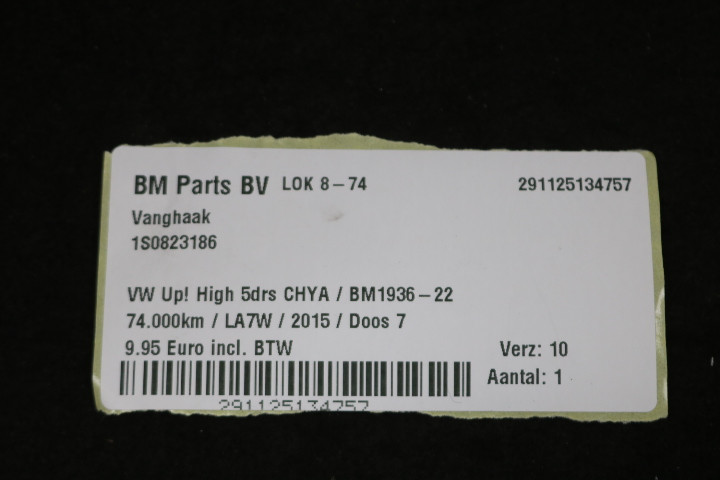 BM Parts BV LOK 8-74 291125134757
Vanghaak
1S0823186
VW Up! High 5drs CHYA / BM1936-22
74.000km / LA7W / 2015 / Doos 7
9.95 Euro incl. BTW Verz: 10
Aantal: 1
291125134757